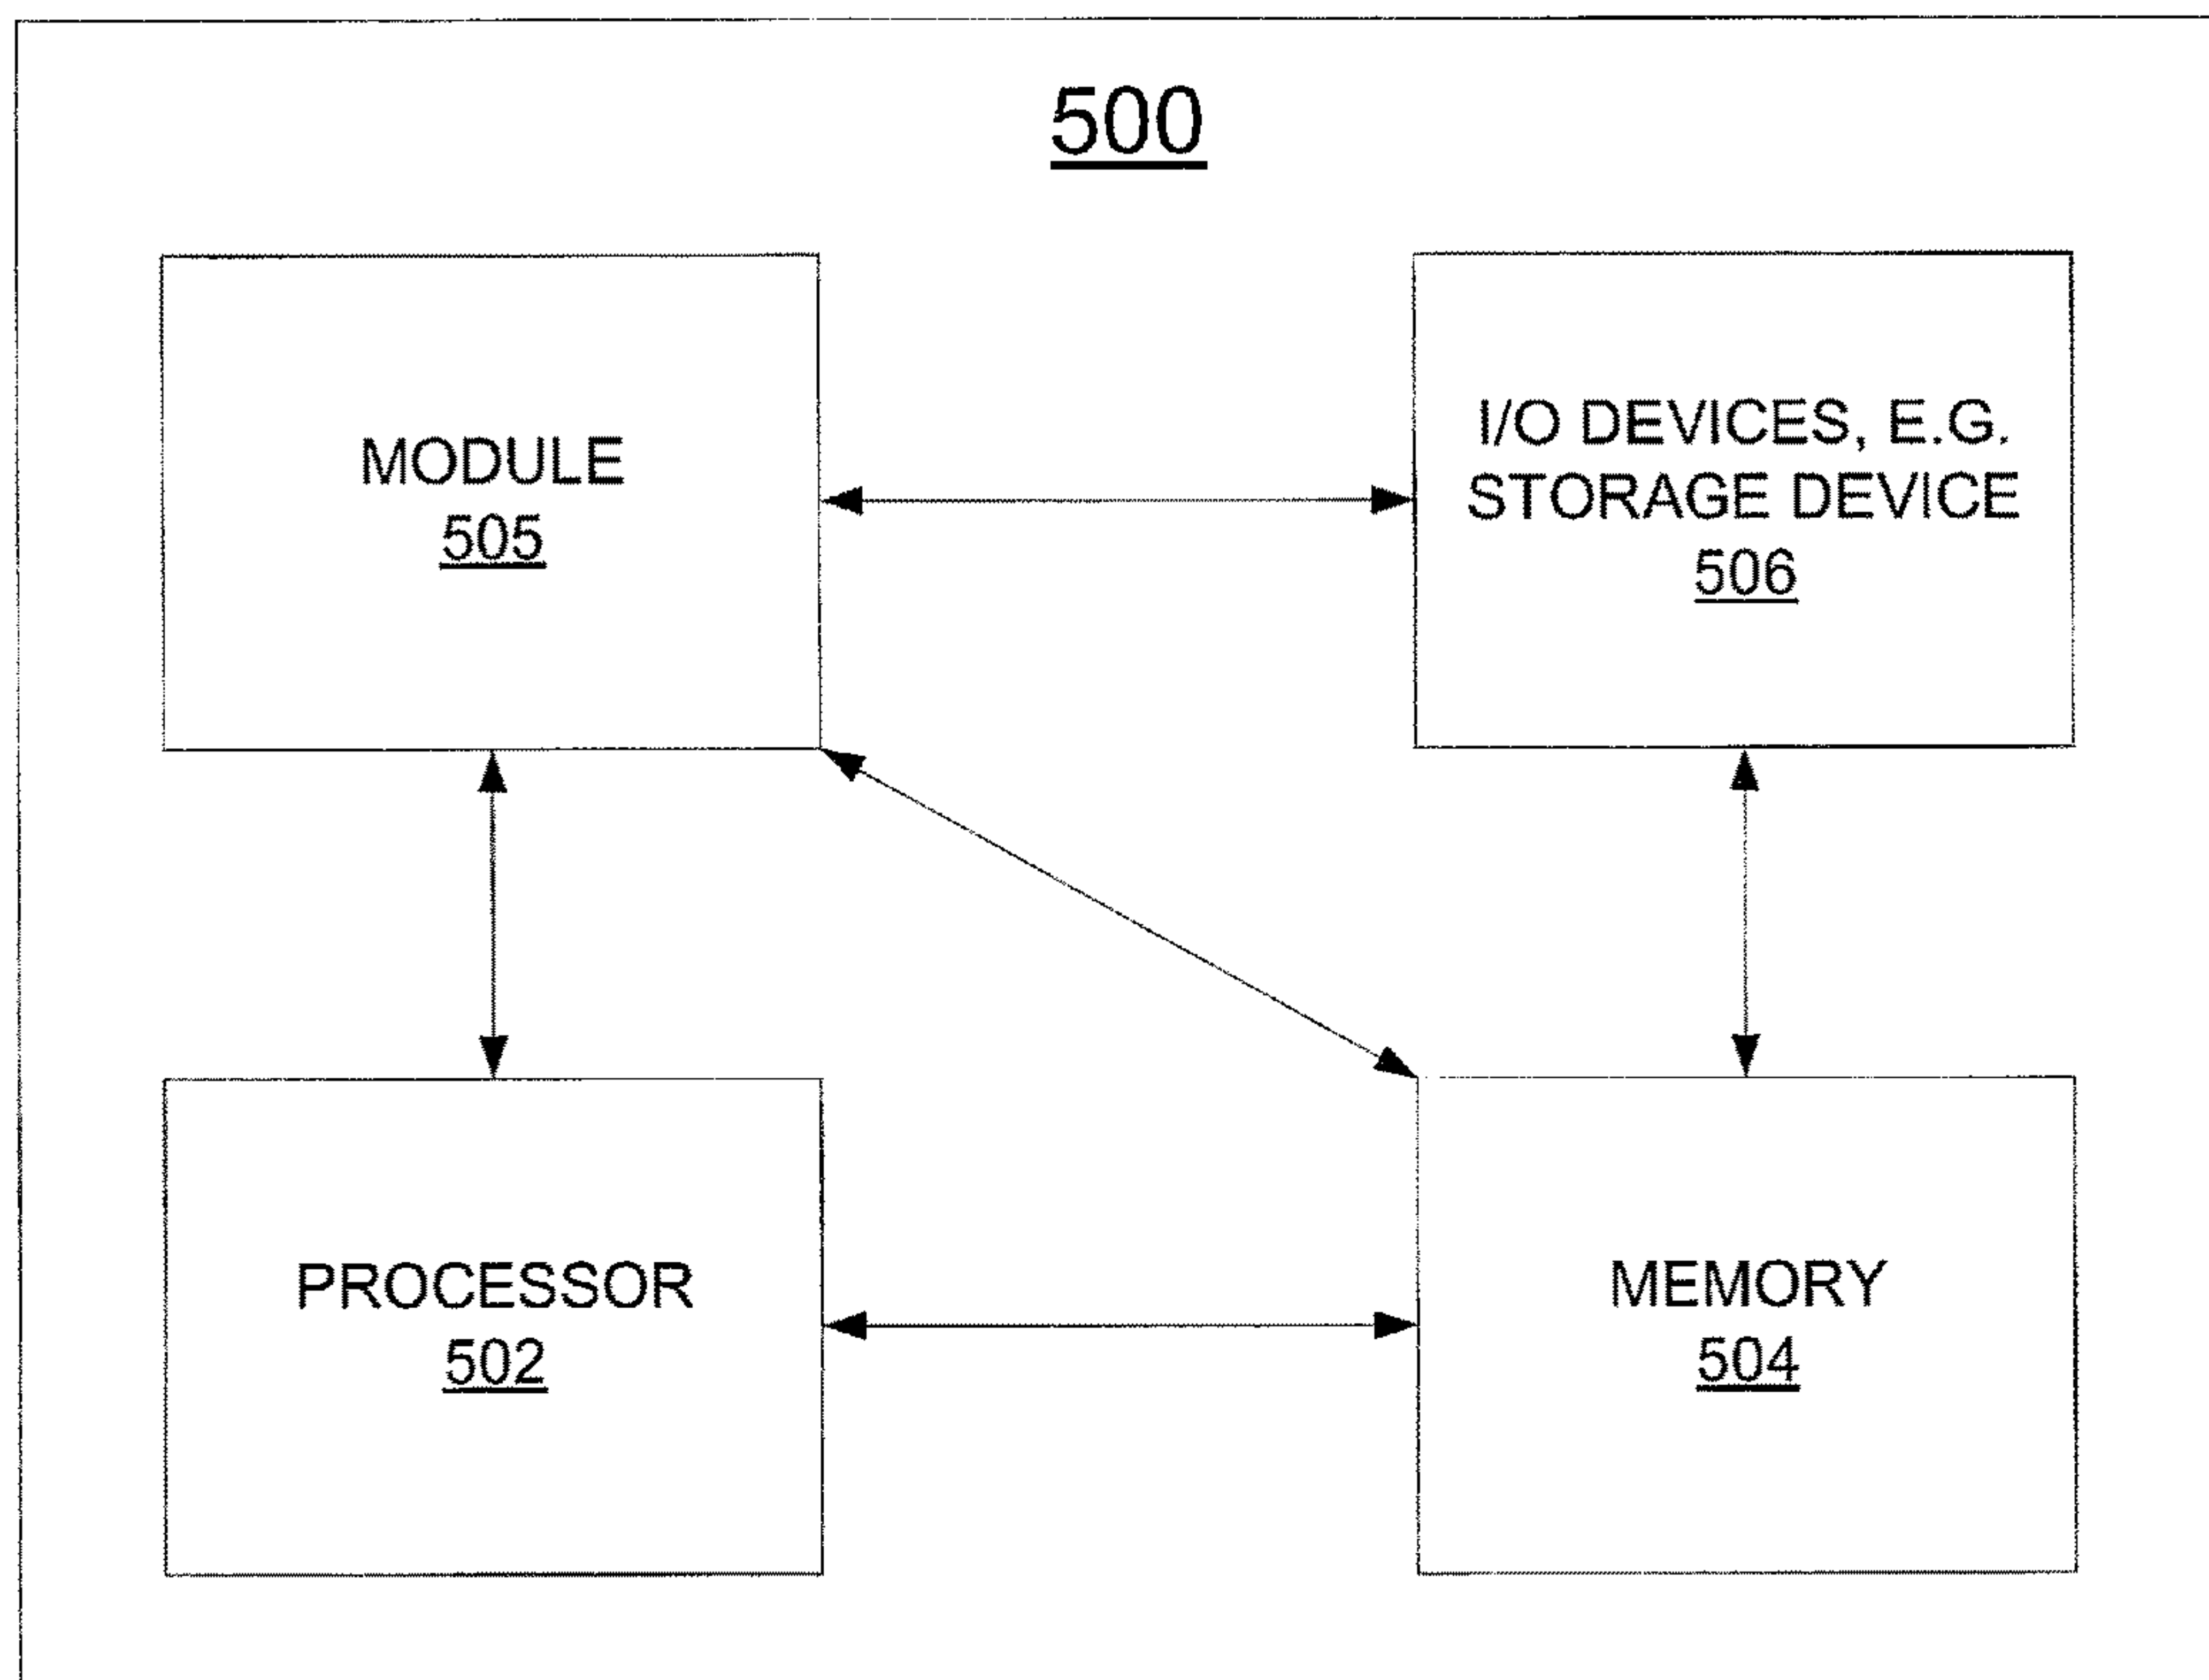 500
MODULE
505
I/O DEVICES, E.G.
STORAGE DEVICE
506
PROCESSOR
502
MEMORY
504